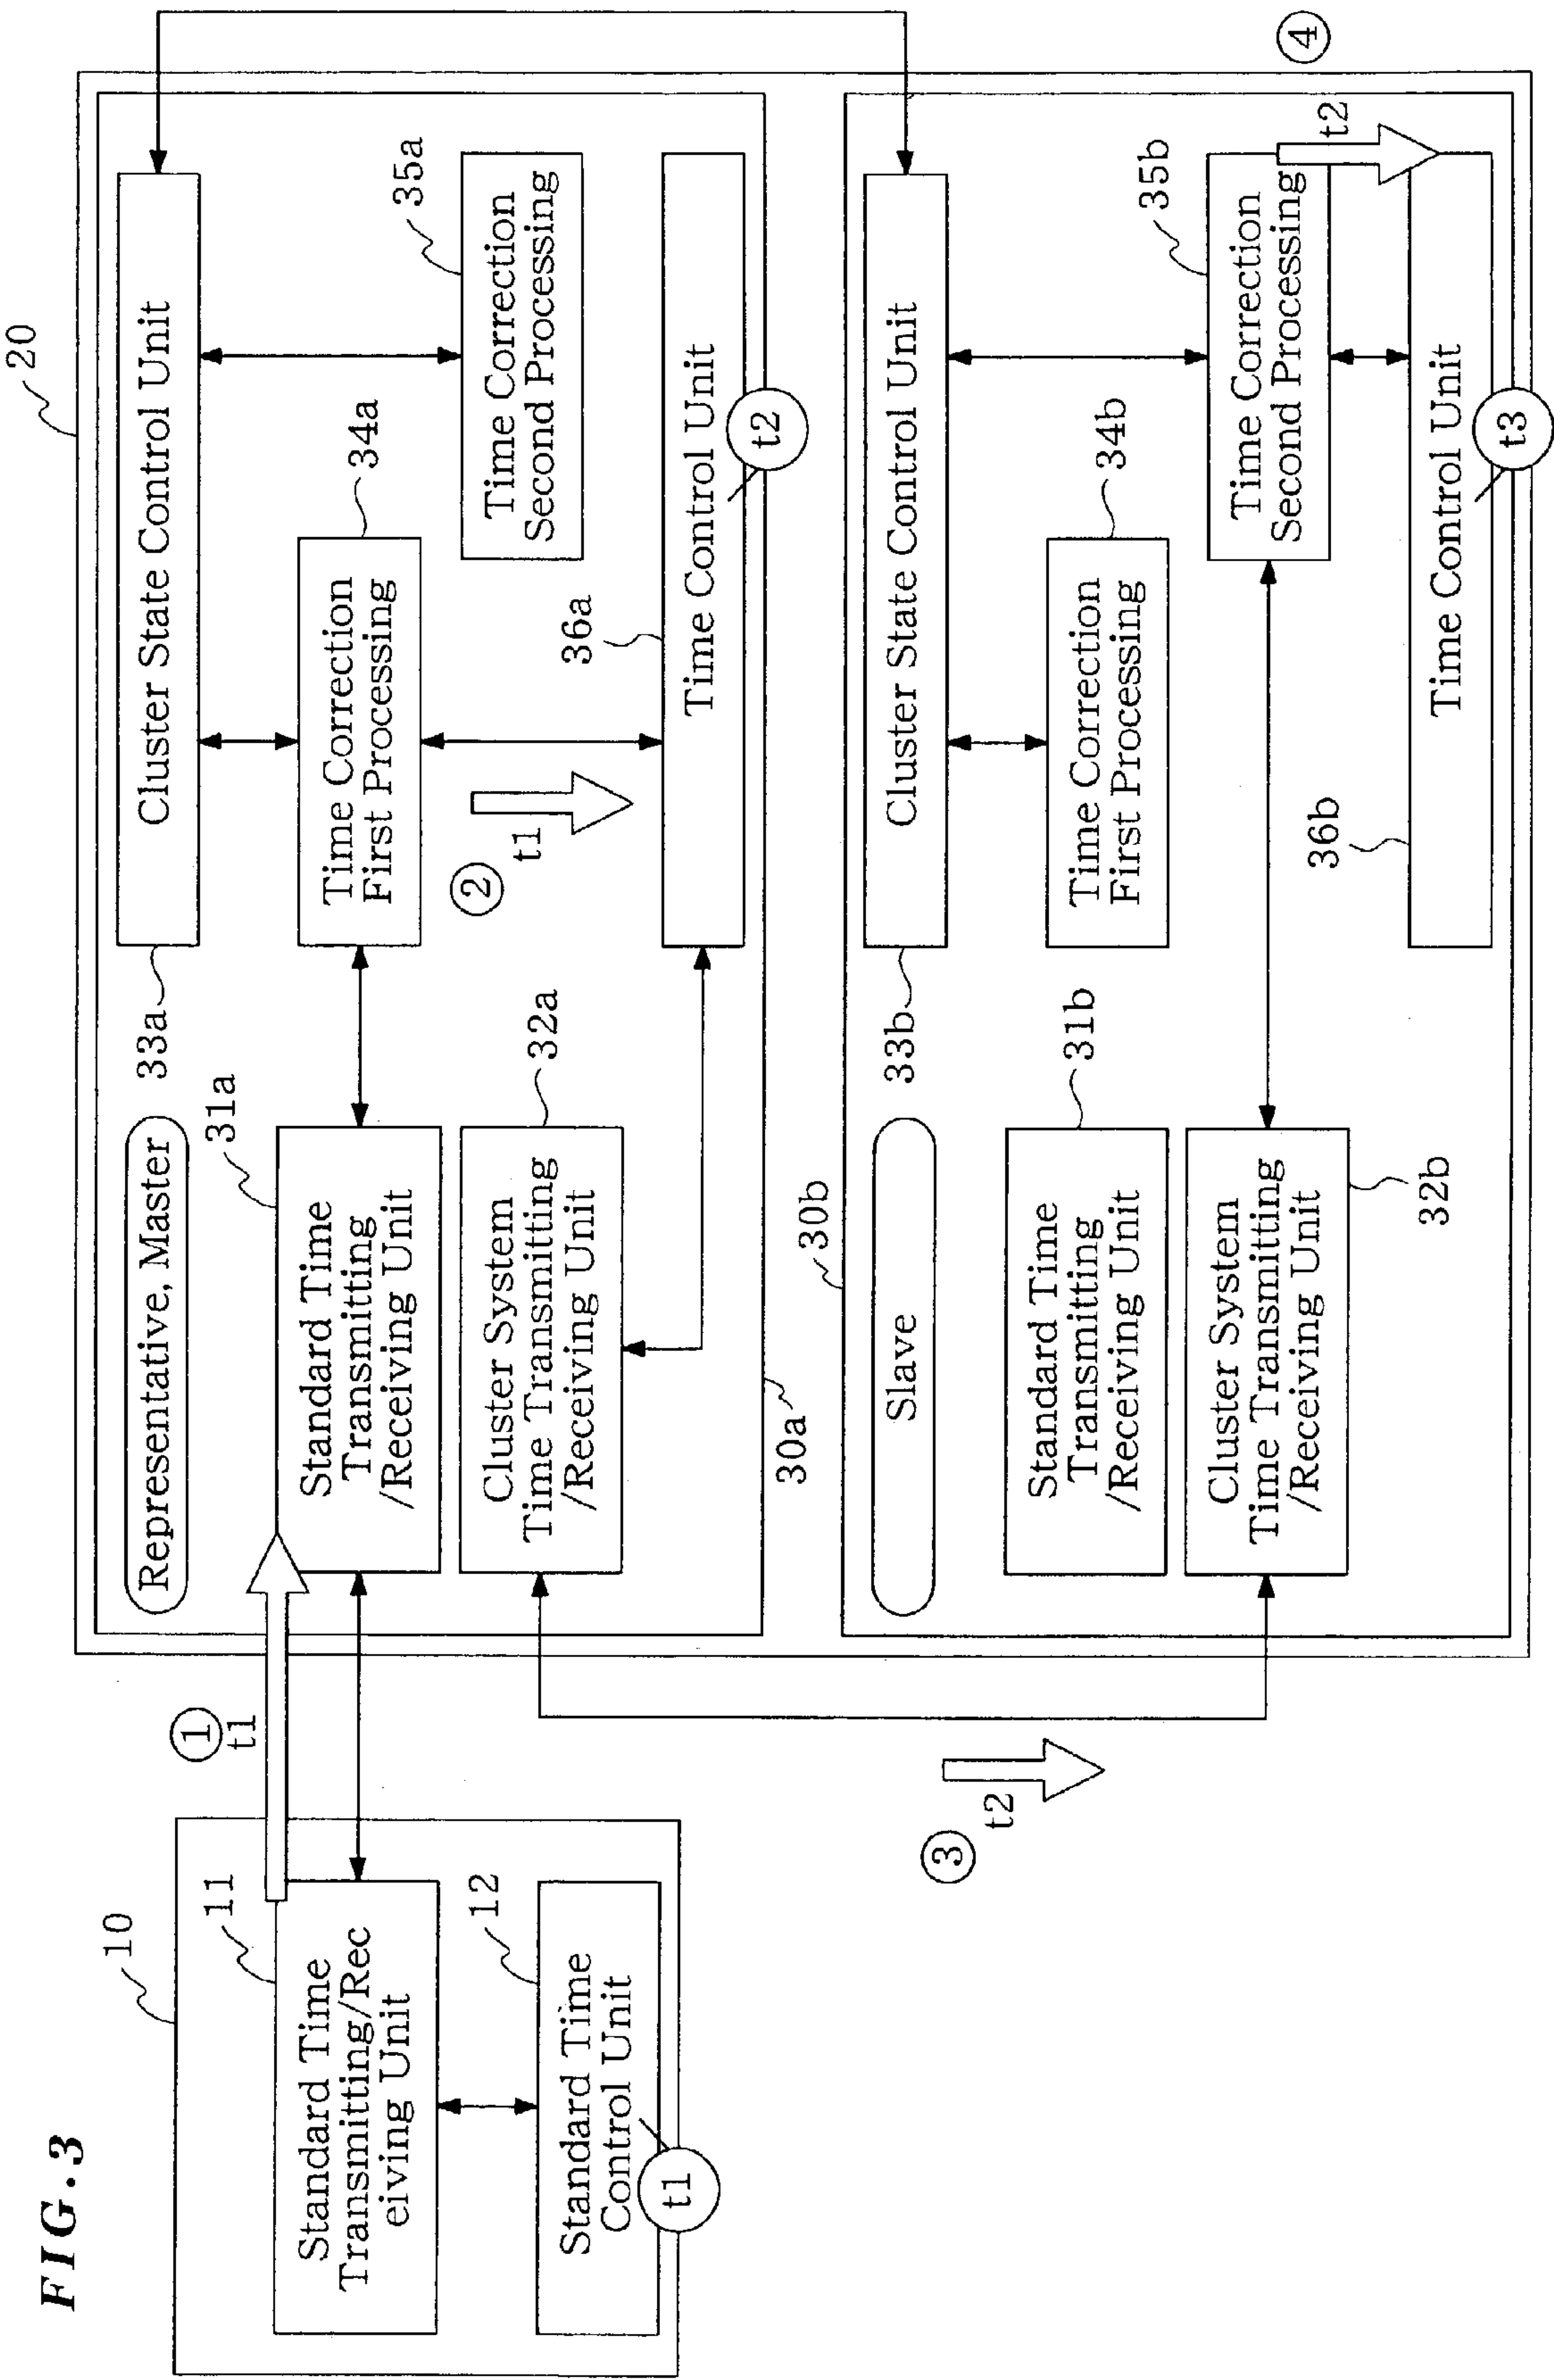 FIG.3
10
11
Standard Time
Transmitting/Rec
eiving Unit
12
Standard Time
Control Unit
t1
1
t1
3
t2
20
Representative, Master
33a
Cluster State Control Unit
31a
Standard Time
Transmitting
/Receiving Unit
34a
Time Correction
First Processing
35a
Time Correction
Second Processing
32a
Cluster System
Time Transmitting
/Receiving Unit
2
t1
36a
Time Control Unit
t2
30a
30b
Slave
33b
Cluster State Control Unit
31b
Standard Time
Transmitting
/Receiving Unit
34b
Time Correction
First Processing
35b
Time Correction
Second Processing
32b
Cluster System
Time Transmitting
/Receiving Unit
36b
Time Control Unit
t3
t2
4